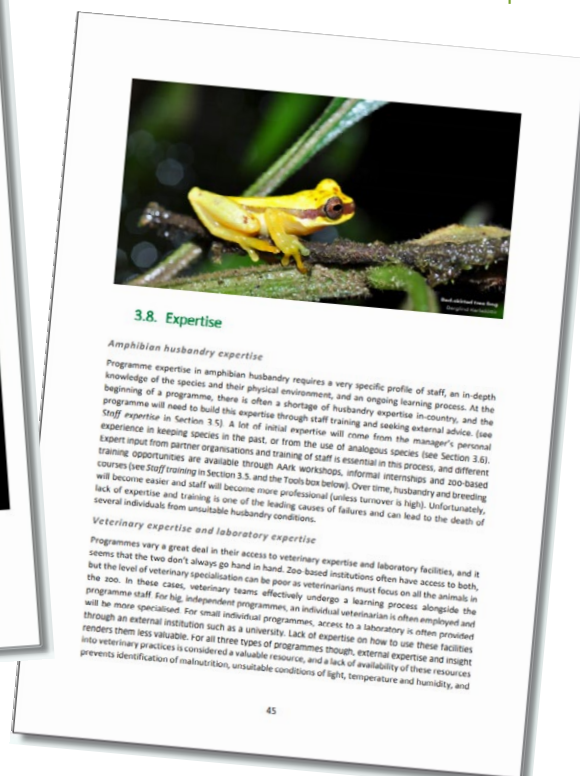 Red-skirted tree frog
3.8. Expertise
Amphibian husbandry expertise
Programme expertise in amphibian husbandry requires a very specific profile of staff, an in-depth
knowledge of the species and their physical environment, and an ongoing learning process. At the
beginning of a programme, there is often a shortage of husbandry expertise in-country, and the
programme will need to build this expertise through staff training and seeking external advice. (see
Staff expertise in Section 3.5). A lot of initial expertise will come from the manager's personal
experience in keeping species in the past, or from the use of analogous species (see Section 3.6).
Expert input from partner organisations and training of staff is essential in this process, and different
training opportunities are available through AArk workshops, informal internships and zoo-based
courses (see Staff training in Section 3.5. and the Tools box below). Over time, husbandry and breeding
will become easier and staff will become more professional (unless turnover is high). Unfortunately,
lack of expertise and training is one of the leading causes of failures and can lead to the death of
several individuals from unsuitable husbandry conditions.
Veterinary expertise and laboratory expertise
Programmes vary a great deal in their access to veterinary expertise and laboratory facilities, and it
seems that the two don't always go hand in hand. Zoo-based institutions often have access to both,
but the level of veterinary specialisation can be poor as veterinarians must focus on all the animals in
the zoo. In these cases, veterinary teams effectively undergo a learning process alongside the
programme staff. For big, independent programmes, an individual veterinarian is often employed and
will be more specialised. For small individual programmes, access to a laboratory is often provided
through an external institution such as a university. Lack of expertise on how to use these facilities
renders them less valuable. For all three types of programmes though, external expertise and insight
into veterinary practices is considered a valuable resource, and a lack of availability of these resources
prevents identification of malnutrition, unsuitable conditions of light, temperature and humidity, and
45